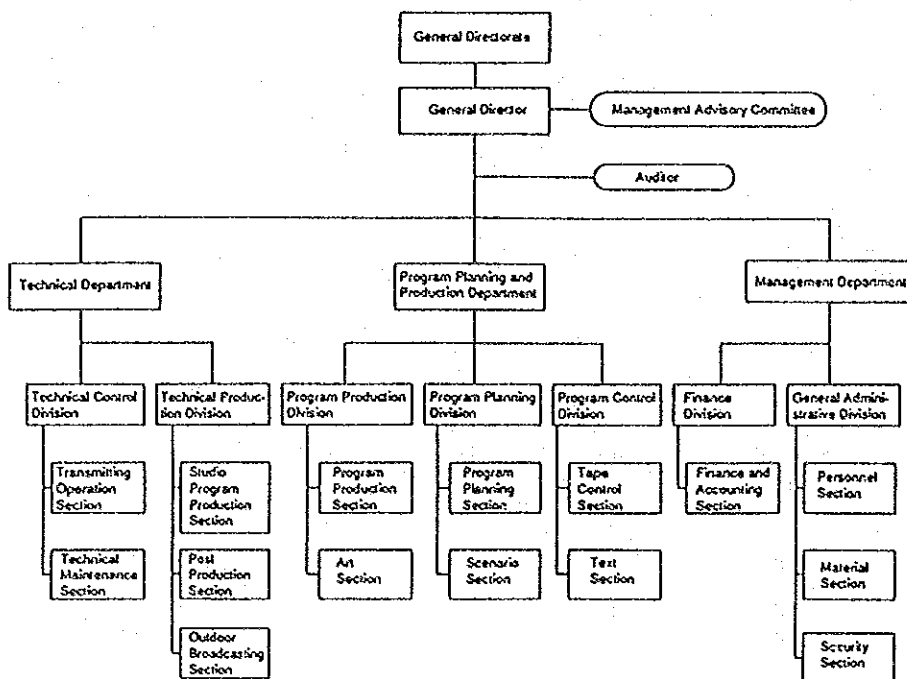 General Directorate
General Director
Management Advisory Committee
Auditor
Technical Department
Program Planning and
Production Department
Management Department
Technical Control
Division
Technical Produc-
tion Division
Program Production
Division
Program Planning
Division
Program Control
Division
Finance
Division
General Admini-
strative Division
Transmitting
Operation
Section
Studio
Program
Production
Section
Program
Production
Section
Program
Planning
Section
Tape
Control
Section
Finance and
Accounting
Section
Personnel
Section
Technical
Maintenance
Section
Post
Production
Section
Art
Section
Scenario
Section
Text
Section
Material
Section
Outdoor
Broadcasting
Section
Security
Section